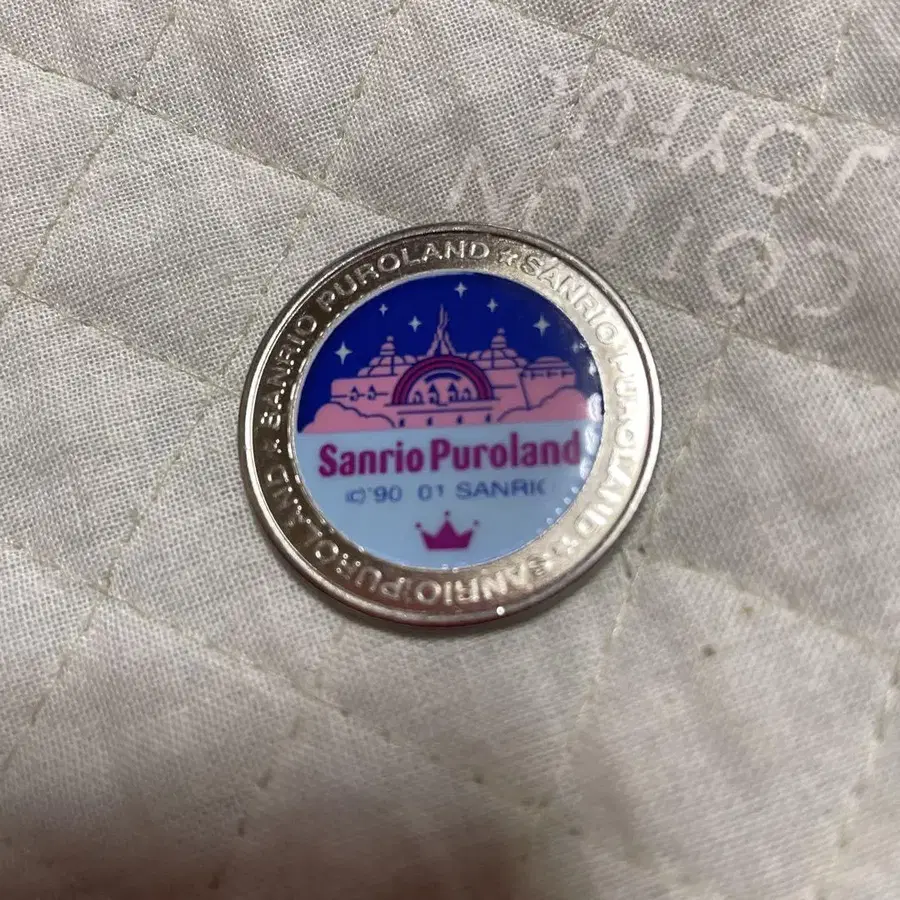 SANRIO PUROLAND ☆ SANRIO PUROLAND ☆ SANRIO PUROLAND ☆
Sanrio Puroland
©'90 01 SANRIO
JOYFUL
COTTON